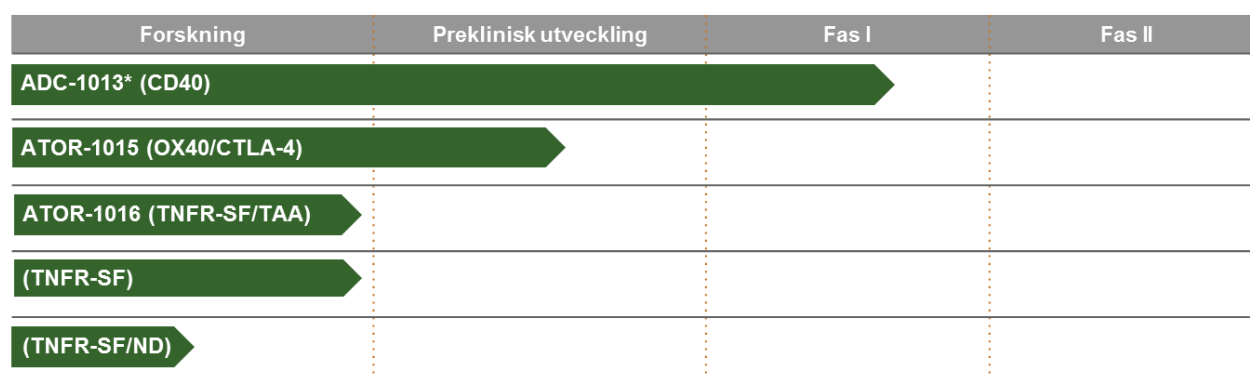 Forskning Preklinisk utveckling Fas I Fas II
ADC-1013* (CD40)
ATOR-1015 (OX40/CTLA-4)
ATOR-1016 (TNFR-SF/TAA)
(TNFR-SF)
(TNFR-SF/ND)